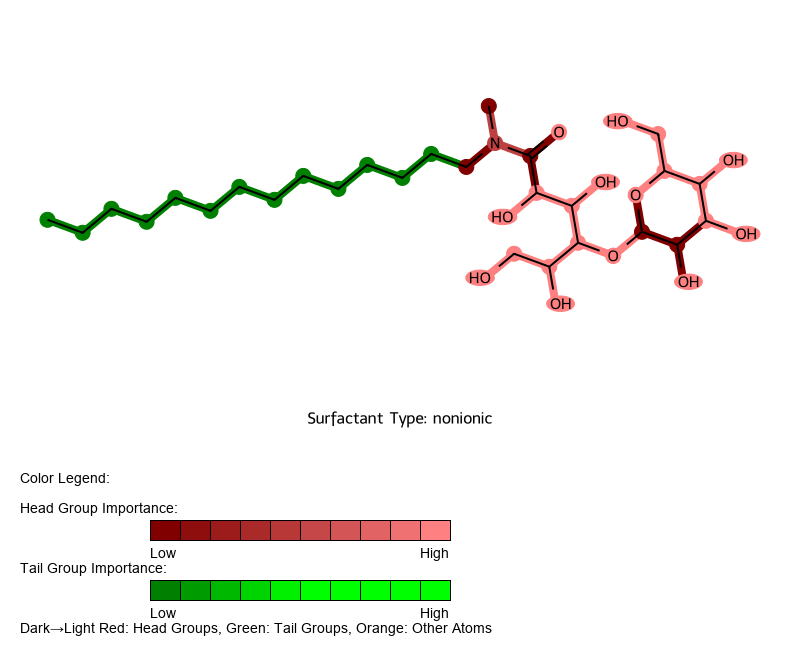 HO
N
O
OH
OH
O
HO
OH
HO
O
OH
HO
OH
Surfactant Type: nonionic
Color Legend:
Head Group Importance:
Low High
Tail Group Importance:
Low High
Dark→Light Red: Head Groups, Green: Tail Groups, Orange: Other Atoms